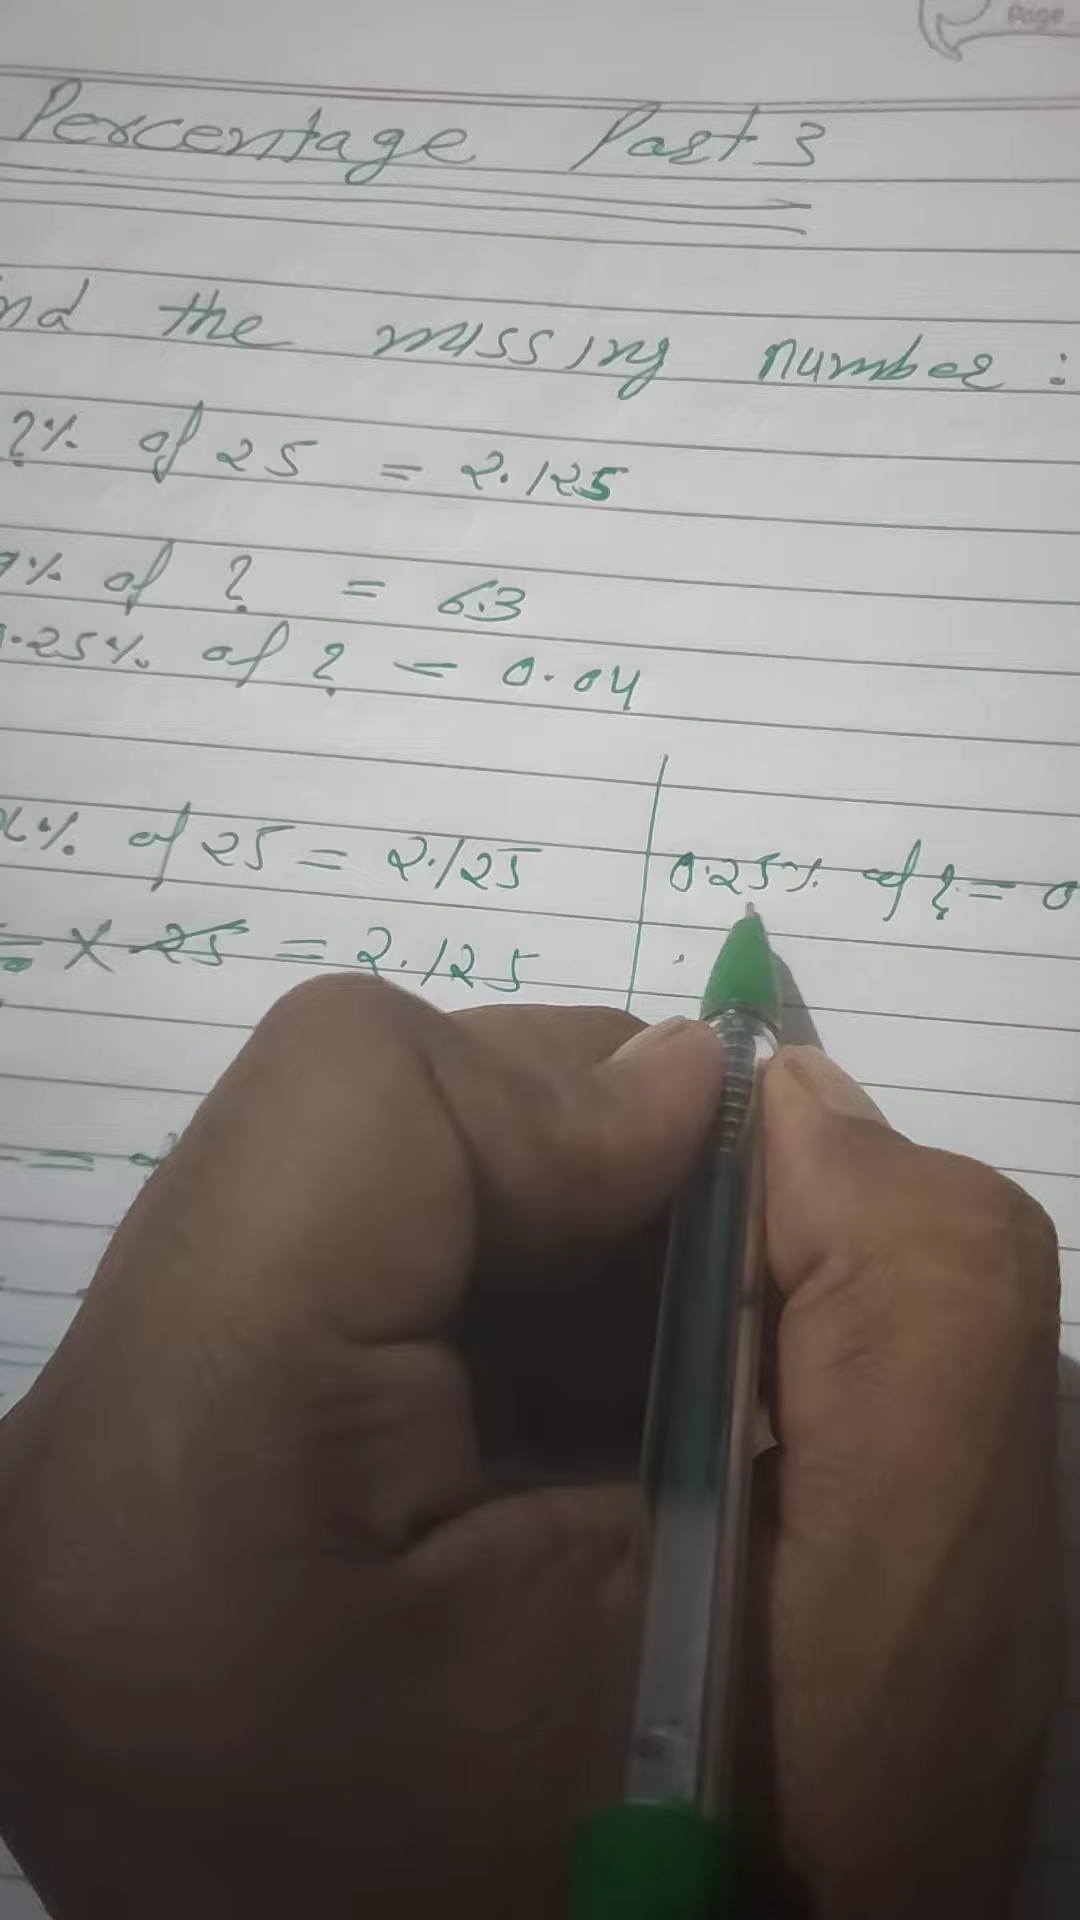 Page
Percentage Part 3
nd the missing number :
?% of 25 = 2.125
% of ? = 6.3
.25% of ? = 0.04
% of 25 = 2.125
× 25 = 2.125
0.25% of ? = 0